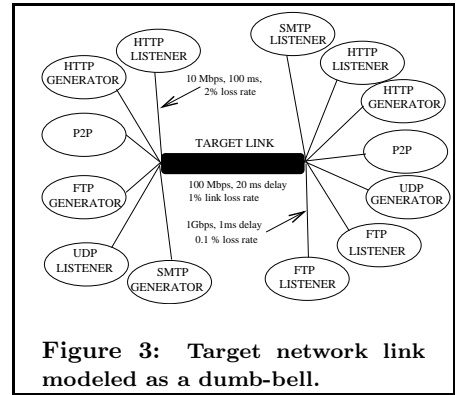 HTTP
LISTENER
SMTP
LISTENER
HTTP
LISTENER
HTTP
GENERATOR
10 Mbps, 100 ms,
2% loss rate
HTTP
GENERATOR
P2P
TARGET LINK
P2P
FTP
GENERATOR
100 Mbps, 20 ms delay
1% link loss rate
UDP
GENERATOR
1Gbps, 1ms delay
0.1 % loss rate
FTP
LISTENER
UDP
LISTENER
SMTP
GENERATOR
FTP
LISTENER
Figure 3: Target network link
modeled as a dumb-bell.